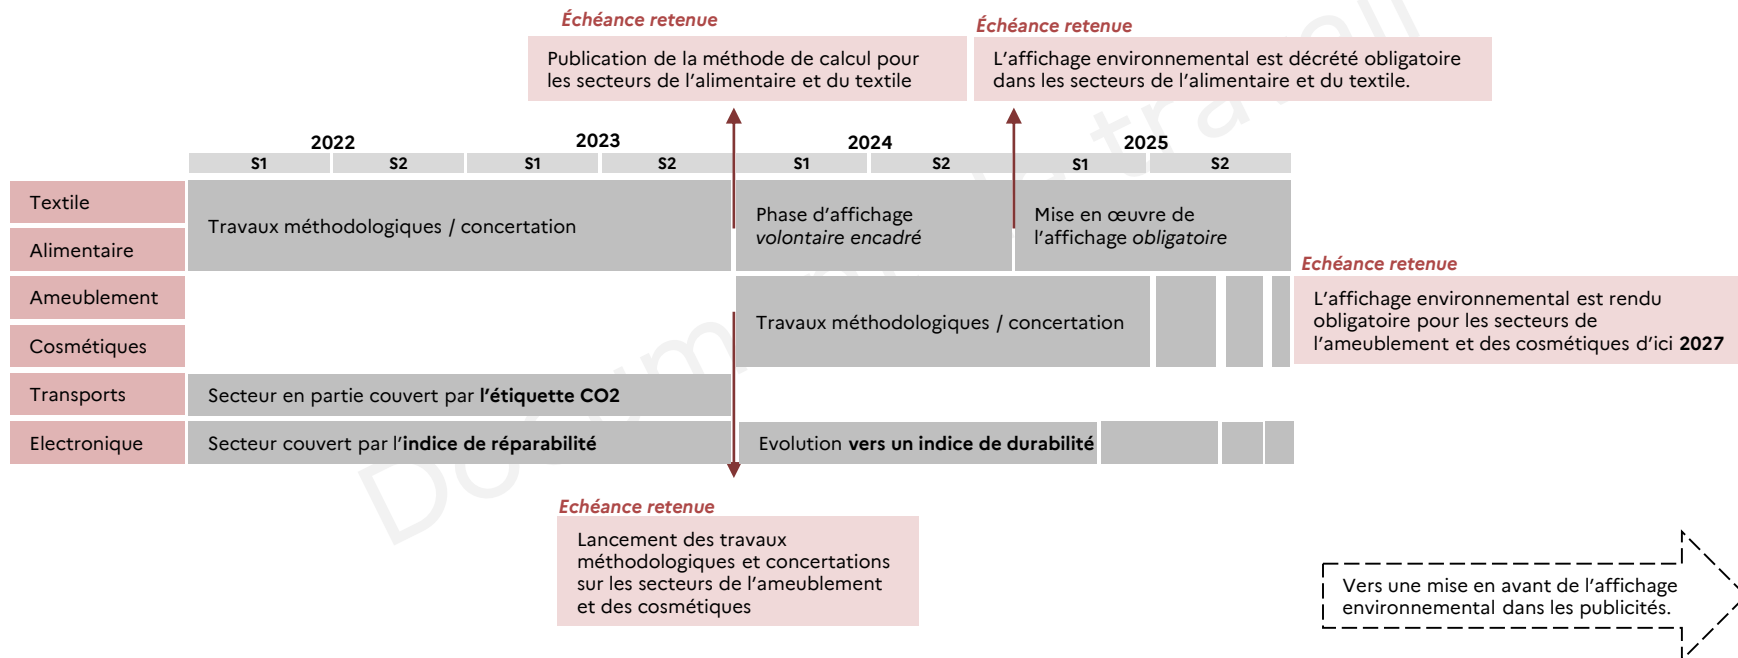 Échéance retenue
Publication de la méthode de calcul pour
les secteurs de l'alimentaire et du textile
Échéance retenue
L'affichage environnemental est décrété obligatoire
dans les secteurs de l'alimentaire et du textile.
2022
2023
2024
2025
S1
S2
S1
S2
S1
S2
S1
S2
Textile
Alimentaire
Travaux méthodologiques / concertation
Phase d'affichage
volontaire encadré
Mise en œuvre de
l'affichage obligatoire
Ameublement
Cosmétiques
Travaux méthodologiques / concertation
Echéance retenue
L'affichage environnemental est rendu
obligatoire pour les secteurs de
l'ameublement et des cosmétiques d'ici 2027
Transports
Secteur en partie couvert par l'étiquette CO2
Electronique
Secteur couvert par l'indice de réparabilité
Evolution vers un indice de durabilité
Echéance retenue
Lancement des travaux
méthodologiques et concertations
sur les secteurs de l'ameublement
et des cosmétiques
Vers une mise en avant de l'affichage
environnemental dans les publicités.